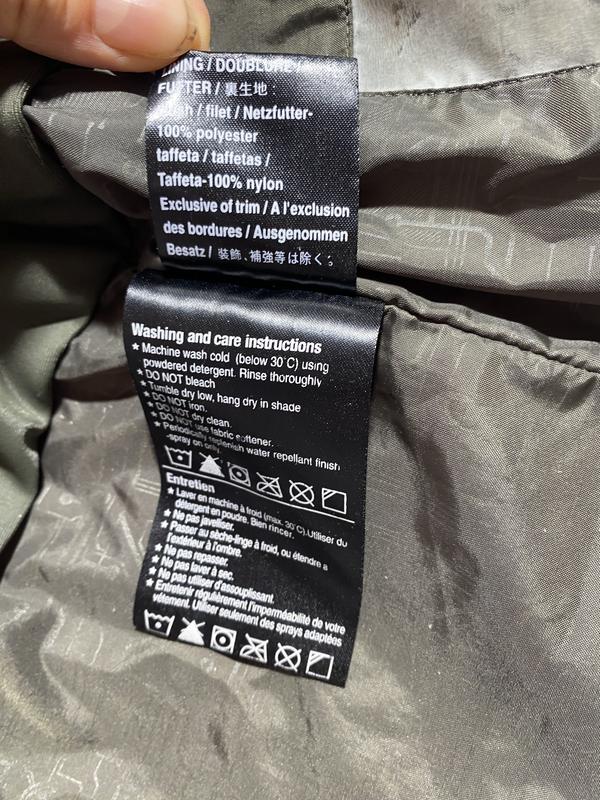 LINING / DOUBLURE /
FUTTER / 裏生地 :
/ filet / Netzfutter-
100% polyester
taffeta / taffetas /
Taffeta-100% nylon
Exclusive of trim / A l'exclusion
des bordures / Ausgenommen
Besatz / 装飾、補強等は除く。
Washing and care instructions
★ Machine wash cold (below 30°C) using
powdered detergent. Rinse thoroughly
★ DO NOT bleach
★ Tumble dry low, hang dry in shade
★ DO NOT iron.
★ DO NOT dry clean.
★ DO NOT use fabric softener.
★ Periodically replenish water repellant finish
-spray on only.
Entretien
★ Laver en machine à froid (max. 30°C).Utiliser du
détergent en poudre. Bien rincer.
★ Ne pas javelliser.
★ Passer au sèche-linge à froid, ou étendre a
l'extérieur à l'ombre.
★ Ne pas repasser.
★ Ne pas laver à sec.
★ Ne pas utiliser d'assouplissant.
★ Entretenir régulièrement l'imperméabilité de votre
vêtement. Utiliser seulement des sprays adaptées